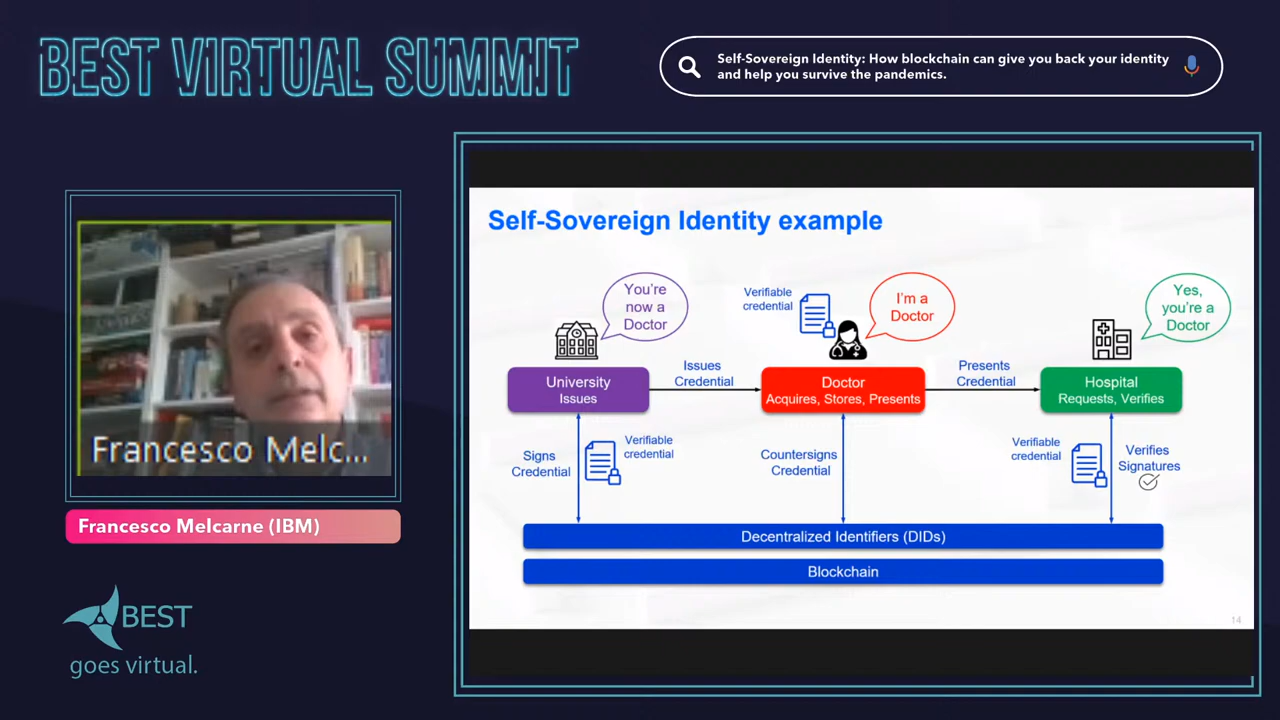 BEST VIRTUAL SUMMIT
Self-Sovereign Identity: How blockchain can give you back your identity
and help you survive the pandemics.
Francesco Melc...
Francesco Melcarne (IBM)
BEST
goes virtual.
Self-Sovereign Identity example
You're
now a
Doctor
Verifiable
credential
I'm a
Doctor
Yes,
you're a
Doctor
University
Issues
Issues
Credential
Doctor
Acquires, Stores, Presents
Presents
Credential
Hospital
Requests, Verifies
Signs
Credential
Verifiable
credential
Countersigns
Credential
Verifiable
credential
Verifies
Signatures
Decentralized Identifiers (DIDs)
Blockchain
14